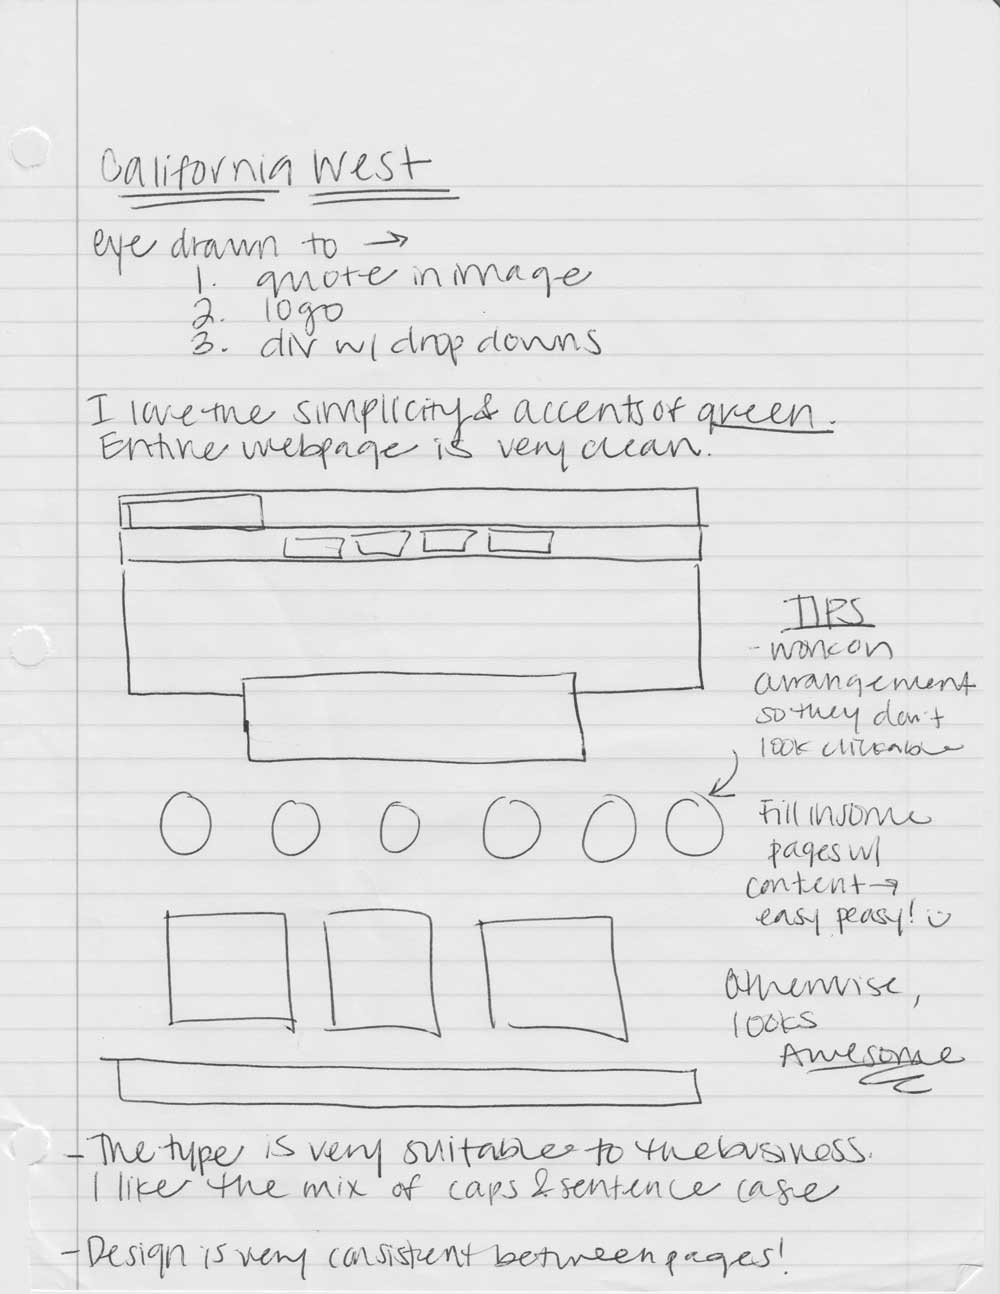 California West
eye drawn to →
1. quote in image
2. logo
3. div w/ drop downs
I love the simplicity & accents of green.
Entire webpage is very clean.
TIPS
- work on
arrangement
so they don't
look clickable
Fill in some
pages w/
content →
easy peasy!
Otherwise,
looks
Awesome
- The type is very suitable to the business.
I like the mix of caps & sentence case
- Design is very consistent between pages!